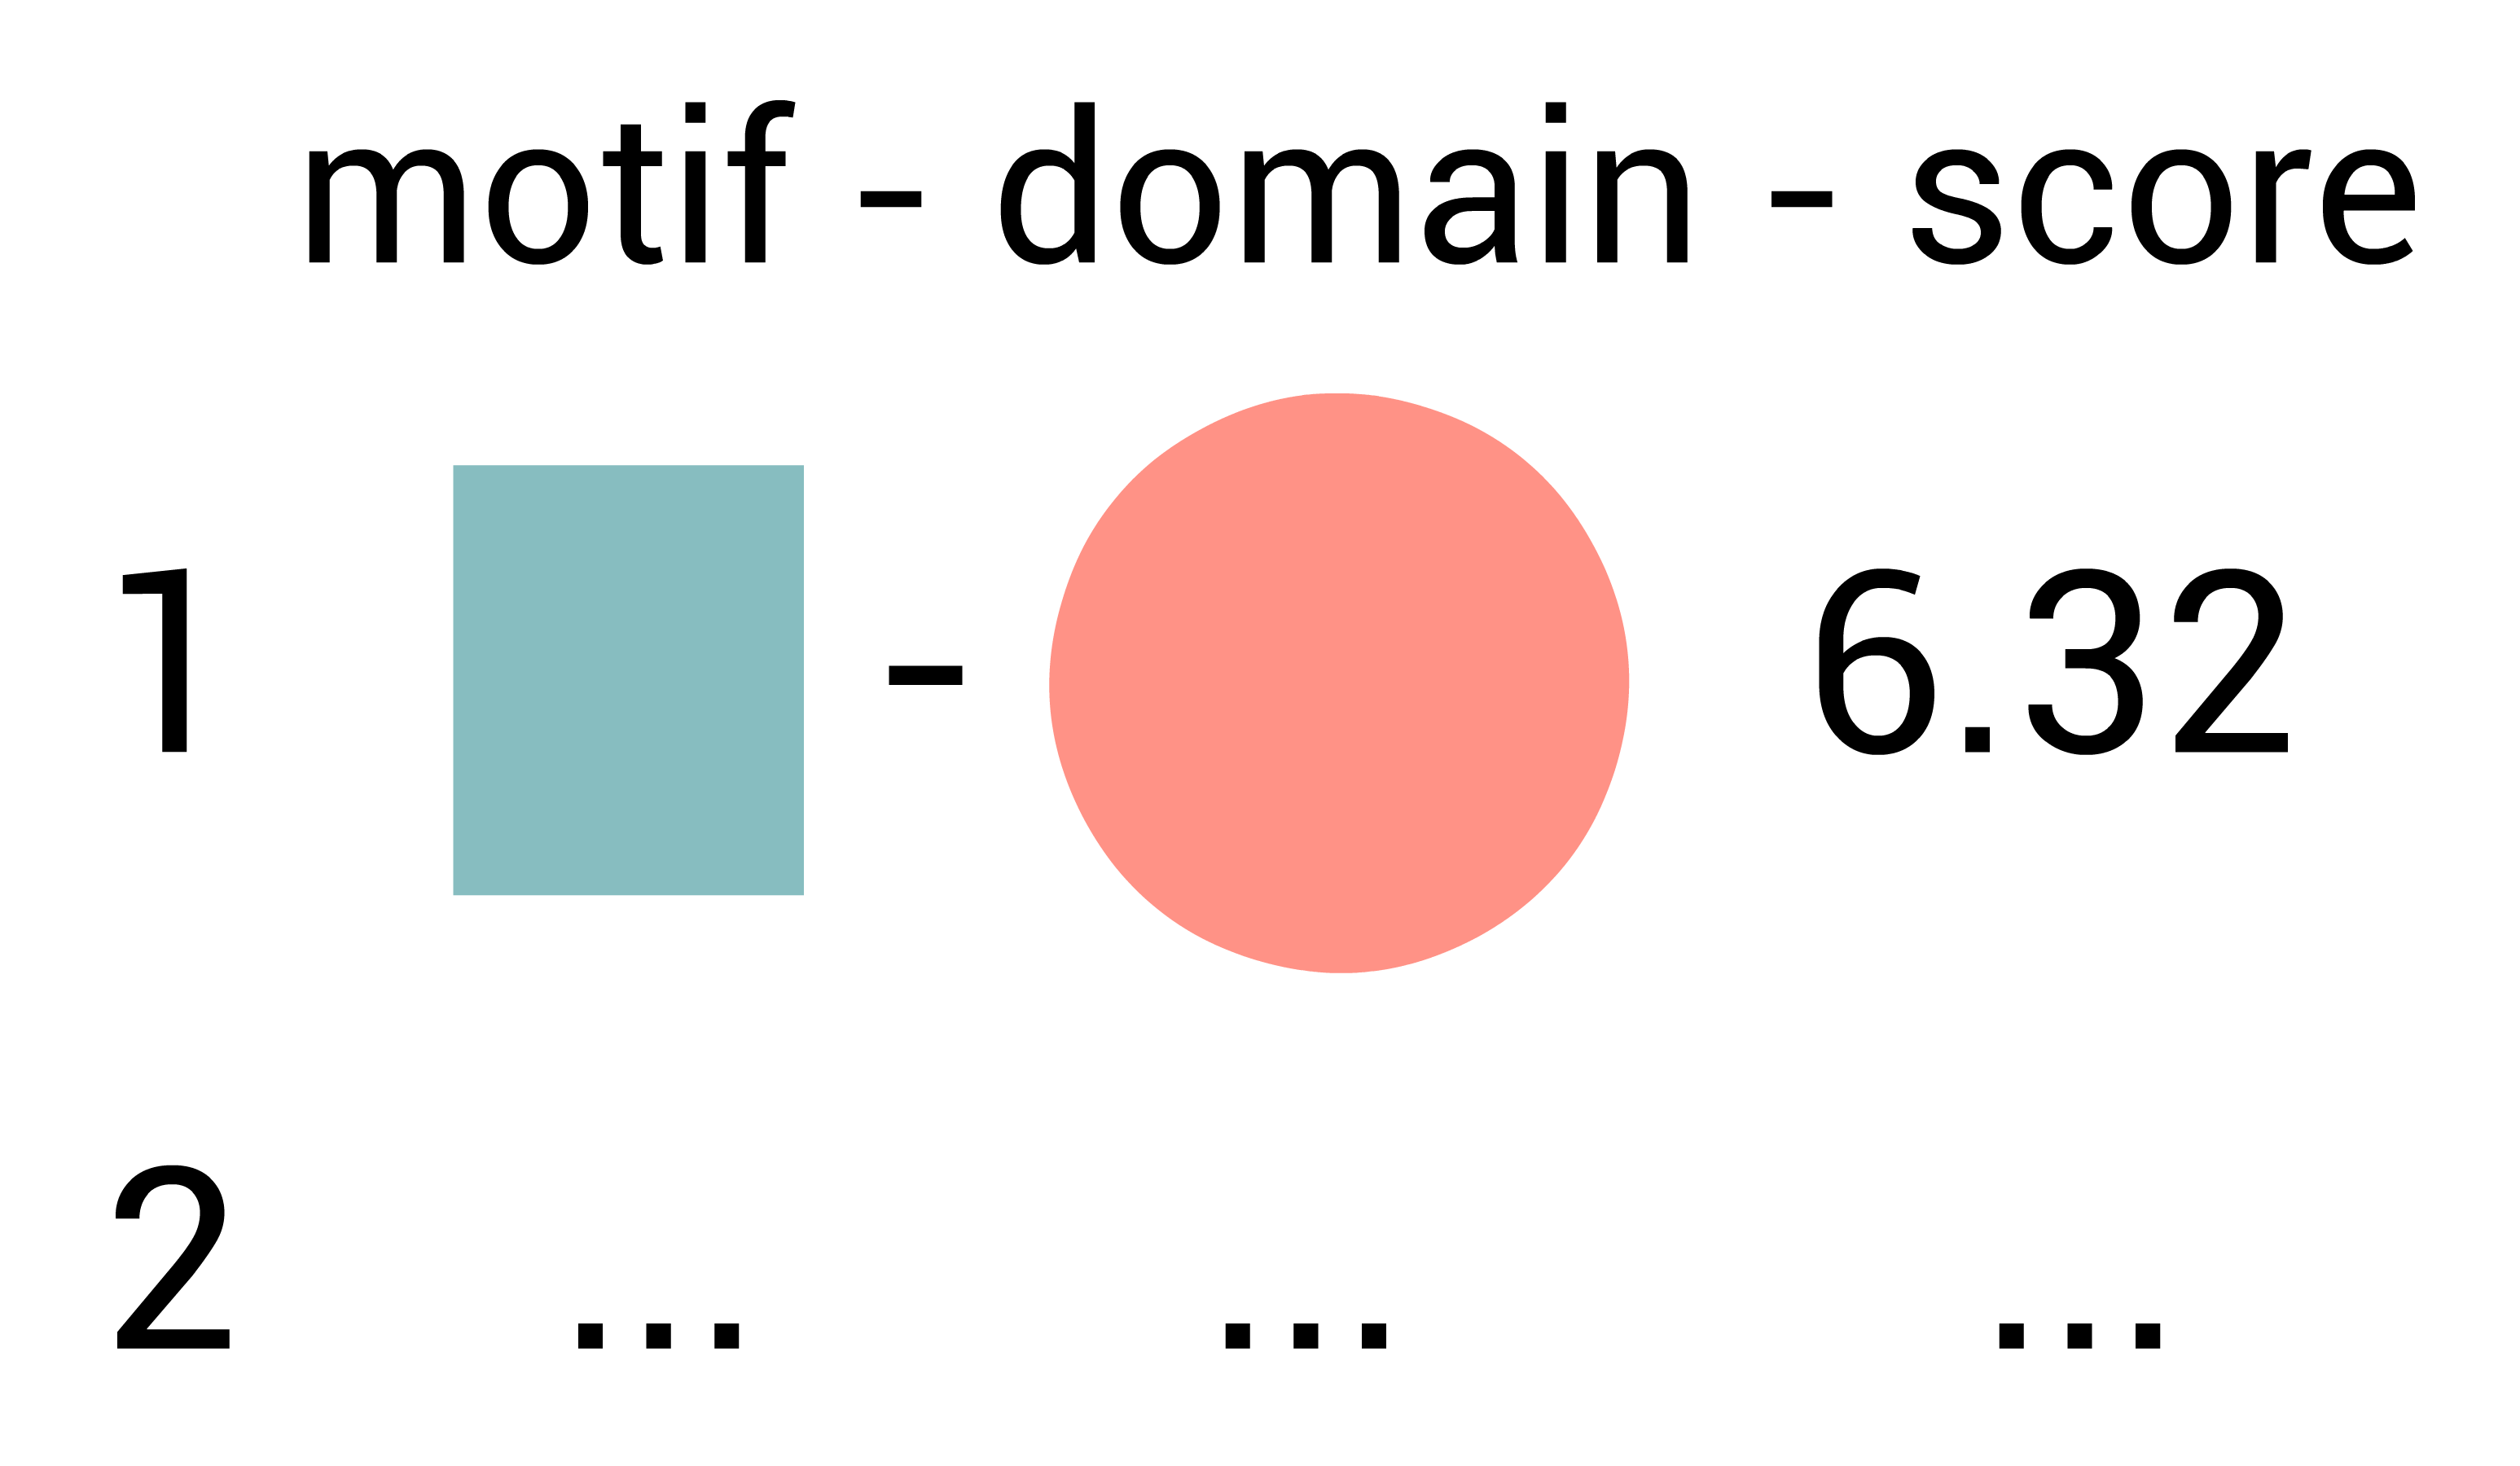 motif - domain - score
1 - 6.32
2 ... ... ...